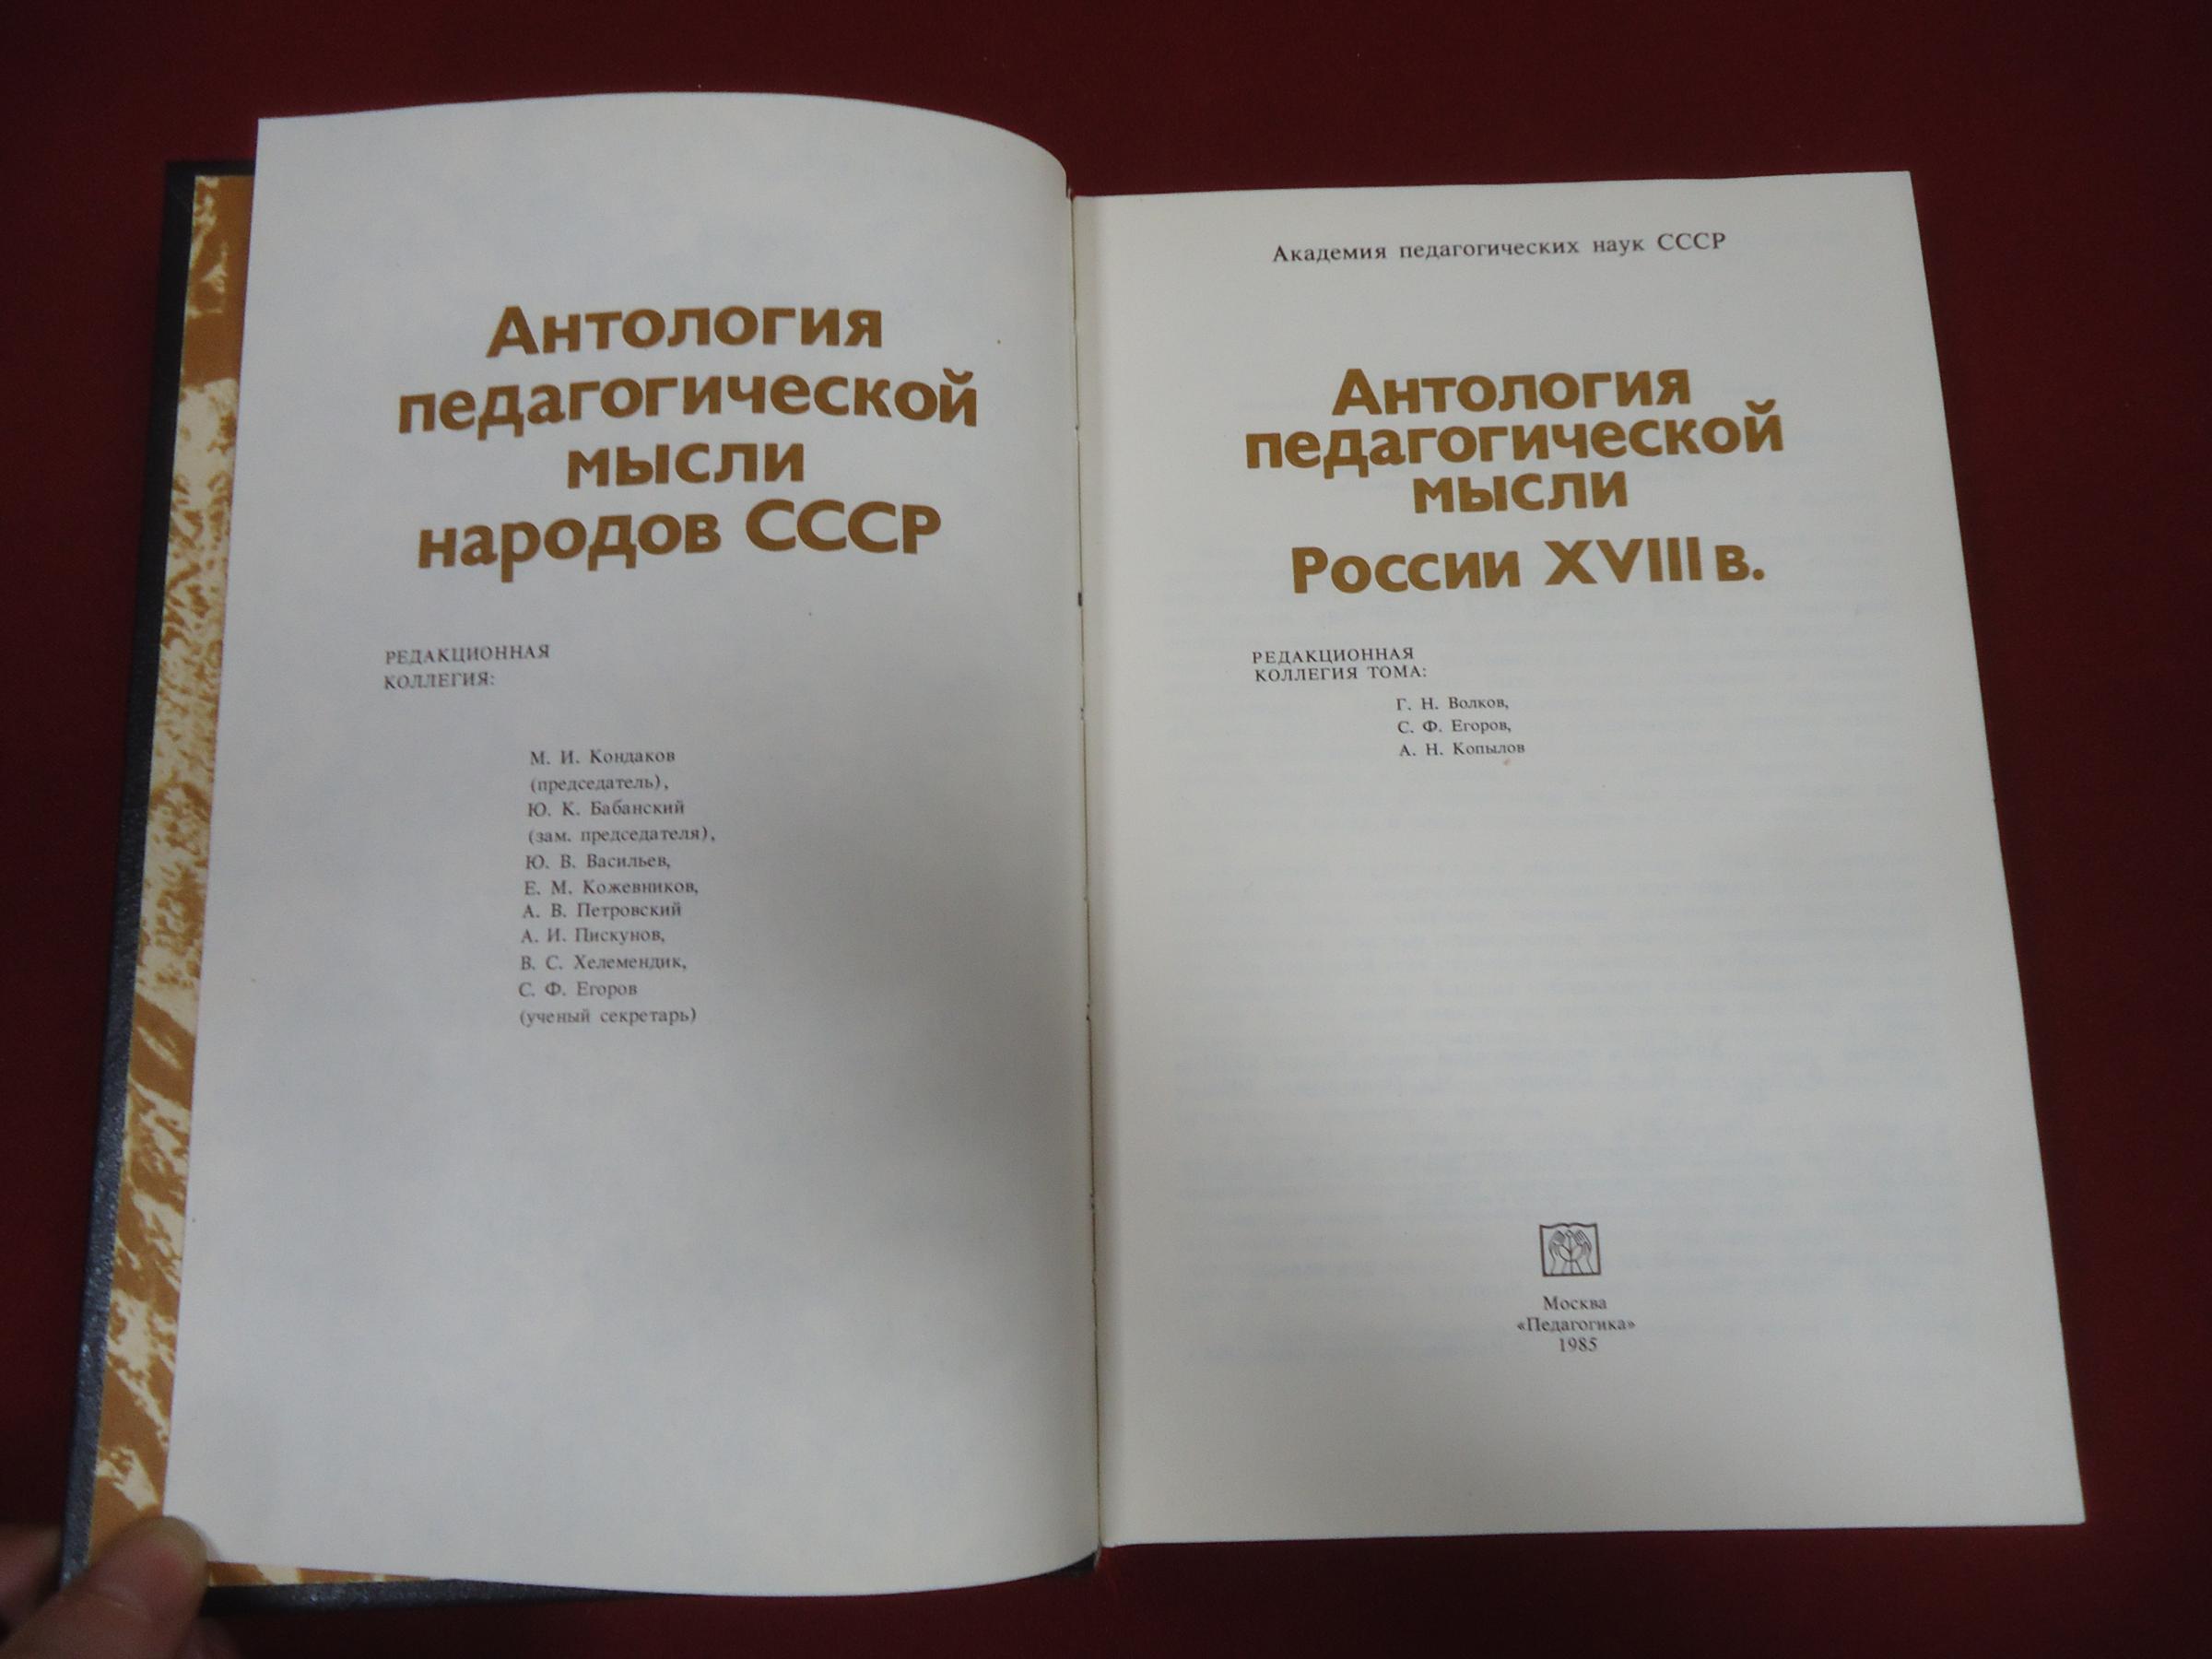 Антология
педагогической
мысли
народов СССР
РЕДАКЦИОННАЯ
КОЛЛЕГИЯ:
М. И. Кондаков
(председатель),
Ю. К. Бабанский
(зам. председателя),
Ю. В. Васильев,
Е. М. Кожевников,
А. В. Петровский
А. И. Пискунов,
В. С. Хелемендик,
С. Ф. Егоров
(ученый секретарь)
Академия педагогических наук СССР
Антология
педагогической
мысли
России XVIII в.
РЕДАКЦИОННАЯ
КОЛЛЕГИЯ ТОМА:
Г. Н. Волков,
С. Ф. Егоров,
А. Н. Копылов
Москва
«Педагогика»
1985